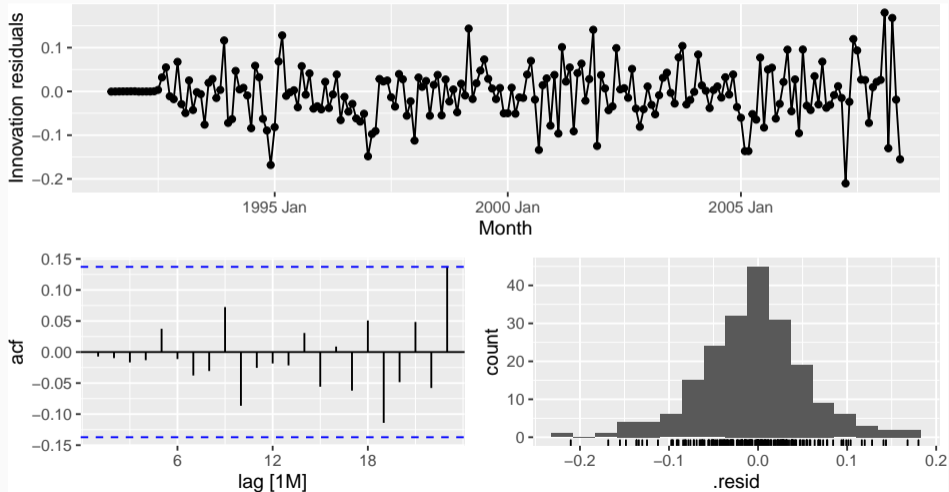 Innovation residuals
0.1
0.0
−0.1
−0.2
1995 Jan
2000 Jan
2005 Jan
Month
acf
0.15
0.10
0.05
0.00
−0.05
−0.10
−0.15
6
12
18
lag [1M]
count
40
30
20
10
0
−0.2
−0.1
0.0
0.1
0.2
.resid